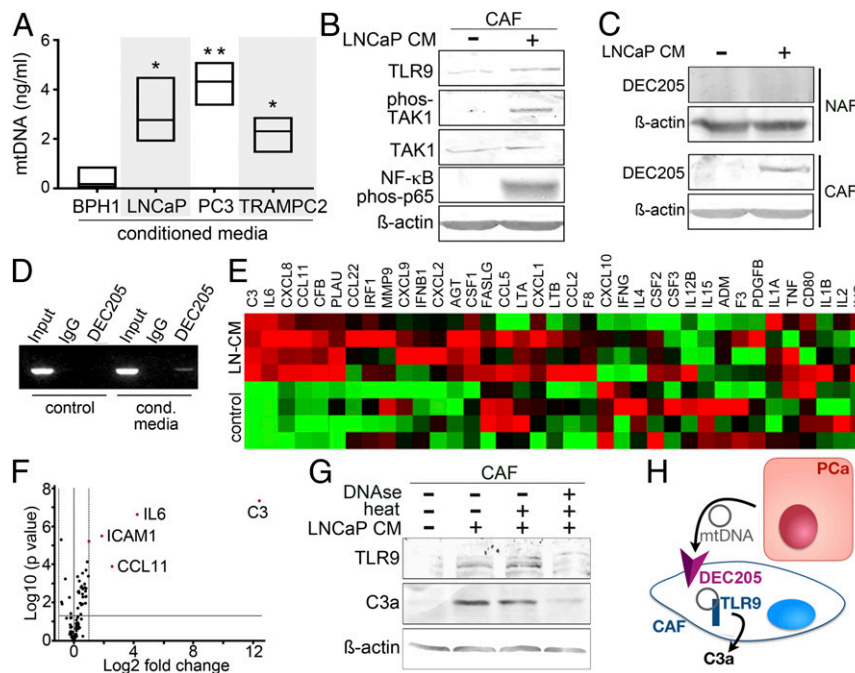 A
mtDNA (ng/ml)
6
4
2
0
*
* *
*
BPH1 LNCaP PC3 TRAMPC2
conditioned media
B
CAF
LNCaP CM - +
TLR9
phos-
TAK1
TAK1
NF-κB
phos-p65
ß-actin
C
LNCaP CM - +
DEC205
ß-actin
NAF
DEC205
ß-actin
CAF
D
Input IgG DEC205 Input IgG DEC205
control
cond.
media
E
C3 IL6 CXCL8 CCL11 CFB PLAU CCL22 IRF1 MMP9 CXCL9 IFNB1 CXCL2 AGT CSF1 FASLG CCL5 LTA CXCL1 LTB CCL2 F8 CXCL10 IFNG IL4 CSF2 CSF3 IL12B IL15 ADM F3 PDGFB IL1A TNF CD80 IL1B IL2
LN-CM
control
F
Log10 (p value)
8
6
4
2
0
IL6
C3
ICAM1
CCL11
0 4 8 12
Log2 fold change
G
CAF
DNAse - - - +
heat - - + +
LNCaP CM - + + +
TLR9
C3a
ß-actin
H
PCa
mtDNA
DEC205
TLR9
CAF
C3a